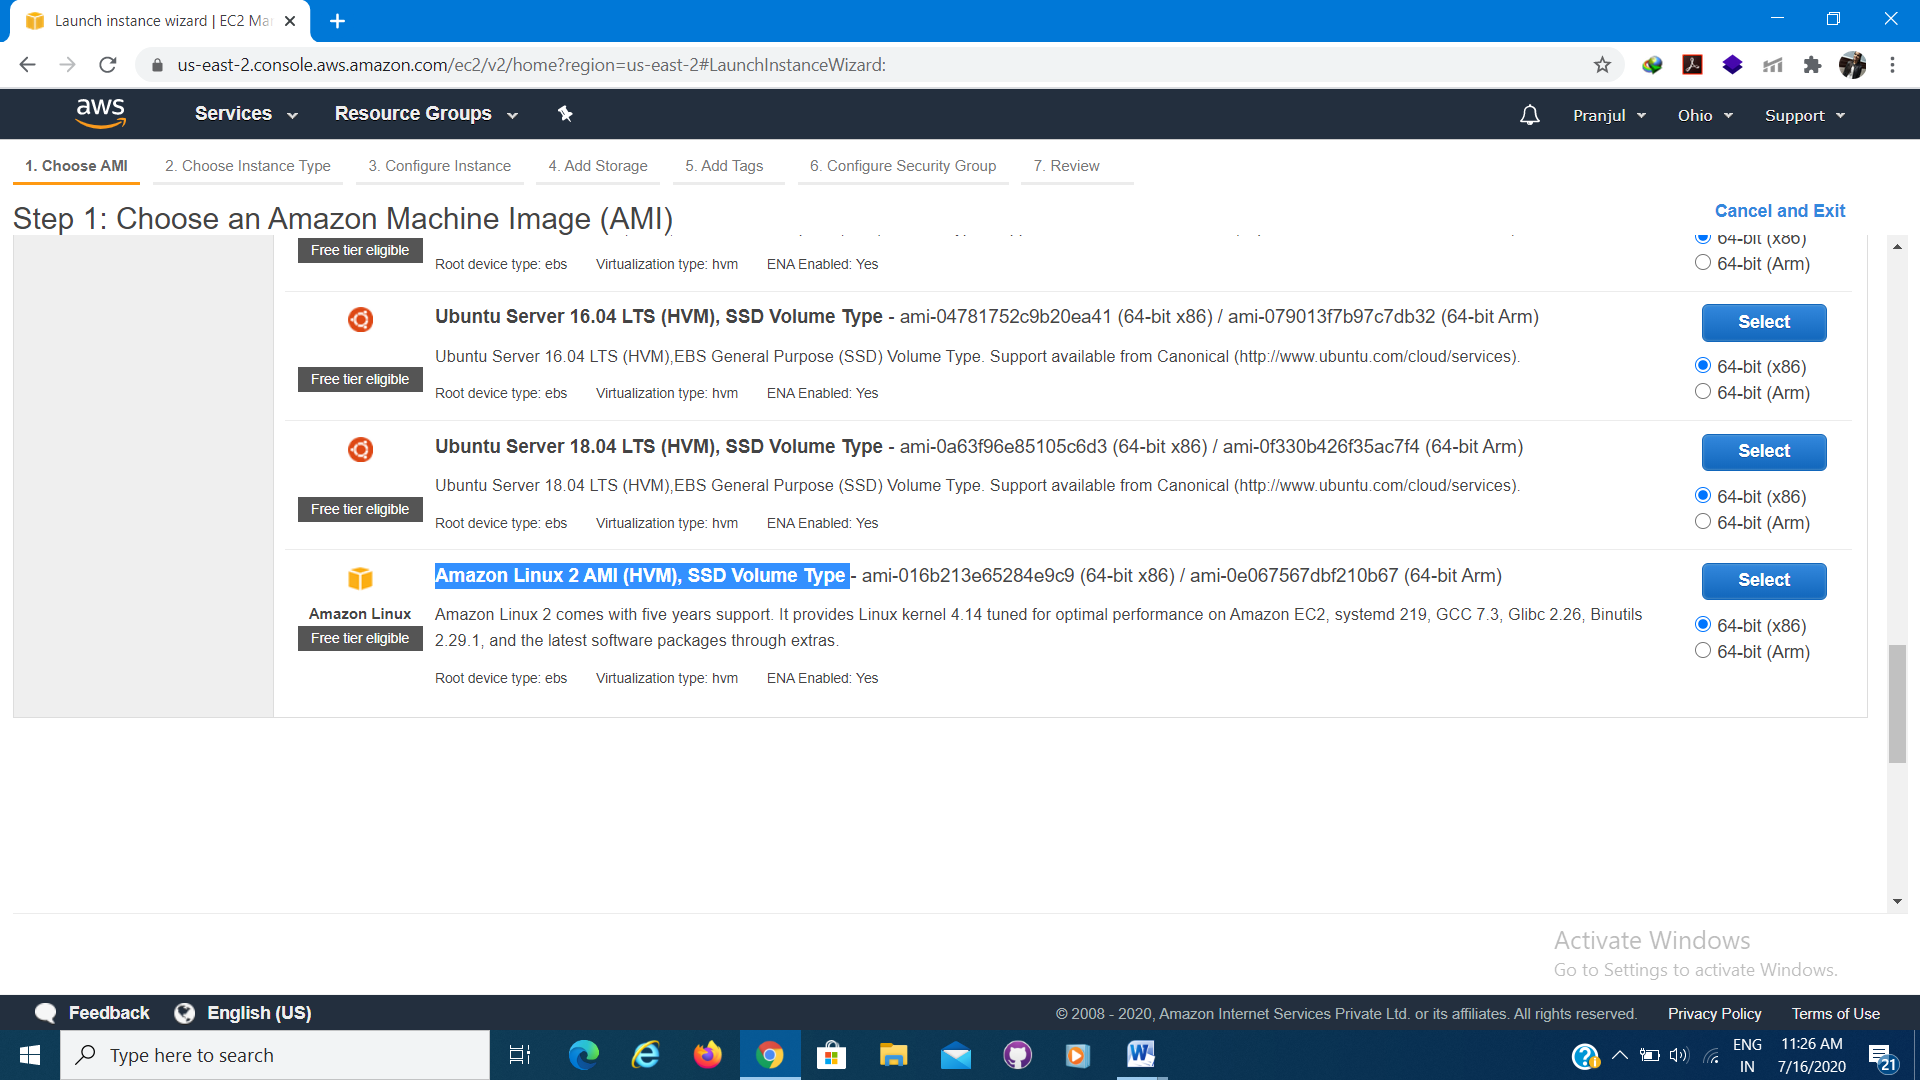 Launch instance wizard | EC2 Mar
us-east-2.console.aws.amazon.com/ec2/v2/home?region=us-east-2#LaunchInstanceWizard:
aws Services Resource Groups Pranjul Ohio Support
1. Choose AMI 2. Choose Instance Type 3. Configure Instance 4. Add Storage 5. Add Tags 6. Configure Security Group 7. Review
Step 1: Choose an Amazon Machine Image (AMI)
Cancel and Exit
Free tier eligible
64-bit (x86)
Root device type: ebs Virtualization type: hvm ENA Enabled: Yes
64-bit (Arm)
Ubuntu Server 16.04 LTS (HVM), SSD Volume Type - ami-04781752c9b20ea41 (64-bit x86) / ami-079013f7b97c7db32 (64-bit Arm)
Select
Ubuntu Server 16.04 LTS (HVM),EBS General Purpose (SSD) Volume Type. Support available from Canonical (http://www.ubuntu.com/cloud/services).
64-bit (x86)
Free tier eligible
Root device type: ebs Virtualization type: hvm ENA Enabled: Yes
64-bit (Arm)
Ubuntu Server 18.04 LTS (HVM), SSD Volume Type - ami-0a63f96e85105c6d3 (64-bit x86) / ami-0f330b426f35ac7f4 (64-bit Arm)
Select
Ubuntu Server 18.04 LTS (HVM),EBS General Purpose (SSD) Volume Type. Support available from Canonical (http://www.ubuntu.com/cloud/services).
64-bit (x86)
Free tier eligible
Root device type: ebs Virtualization type: hvm ENA Enabled: Yes
64-bit (Arm)
Amazon Linux 2 AMI (HVM), SSD Volume Type - ami-016b213e65284e9c9 (64-bit x86) / ami-0e067567dbf210b67 (64-bit Arm)
Select
Amazon Linux
Free tier eligible
Amazon Linux 2 comes with five years support. It provides Linux kernel 4.14 tuned for optimal performance on Amazon EC2, systemd 219, GCC 7.3, Glibc 2.26, Binutils
2.29.1, and the latest software packages through extras.
64-bit (x86)
64-bit (Arm)
Root device type: ebs Virtualization type: hvm ENA Enabled: Yes
Activate Windows
Go to Settings to activate Windows.
Feedback English (US) © 2008 - 2020, Amazon Internet Services Private Ltd. or its affiliates. All rights reserved. Privacy Policy Terms of Use
Type here to search
ENG
IN
11:26 AM
7/16/2020
21